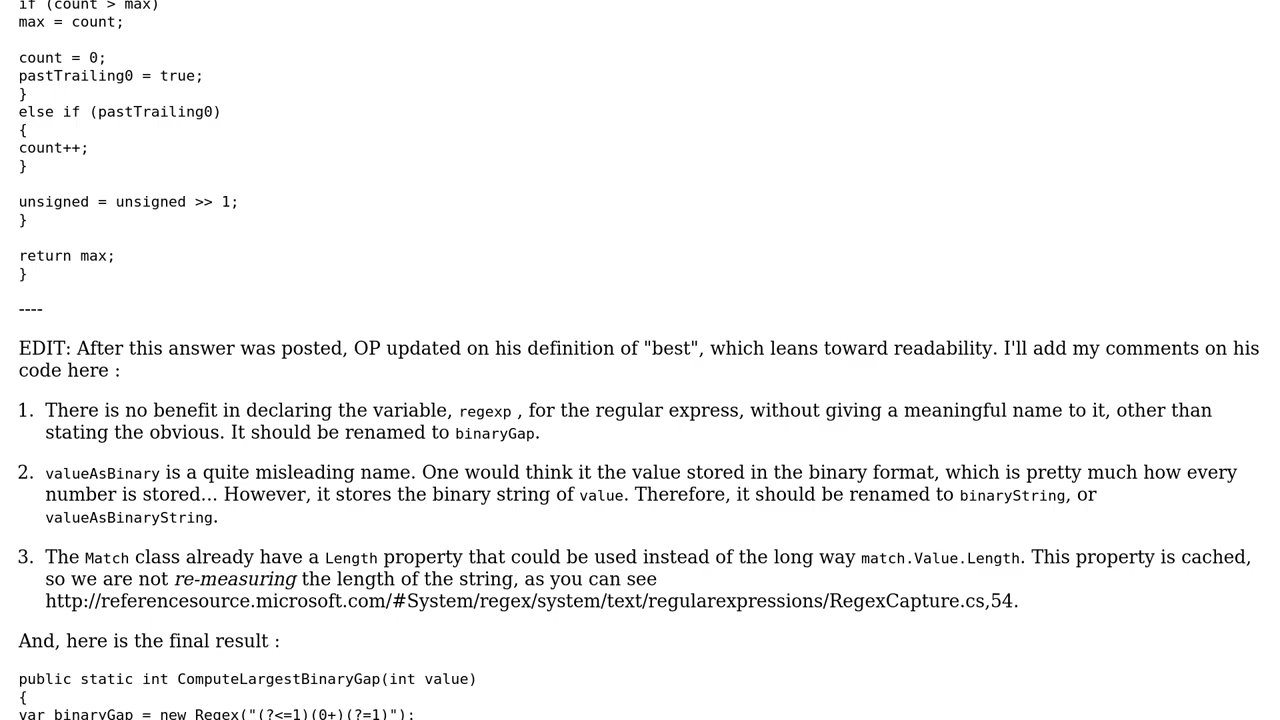 if (count > max)
max = count;
count = 0;
pastTrailing0 = true;
}
else if (pastTrailing0)
{
count++;
}
unsigned = unsigned >> 1;
}
return max;
}
----
EDIT: After this answer was posted, OP updated on his definition of "best", which leans toward readability. I'll add my comments on his
code here :
1. There is no benefit in declaring the variable, regexp , for the regular express, without giving a meaningful name to it, other than
stating the obvious. It should be renamed to binaryGap.
2. valueAsBinary is a quite misleading name. One would think it the value stored in the binary format, which is pretty much how every
number is stored... However, it stores the binary string of value. Therefore, it should be renamed to binaryString, or
valueAsBinaryString.
3. The Match class already have a Length property that could be used instead of the long way match.Value.Length. This property is cached,
so we are not re-measuring the length of the string, as you can see
http://referencesource.microsoft.com/#System/regex/system/text/regularexpressions/RegexCapture.cs,54.
And, here is the final result :
public static int ComputeLargestBinaryGap(int value)
{
var binaryGap = new Regex("(?<=1)(0+)(?=1)");